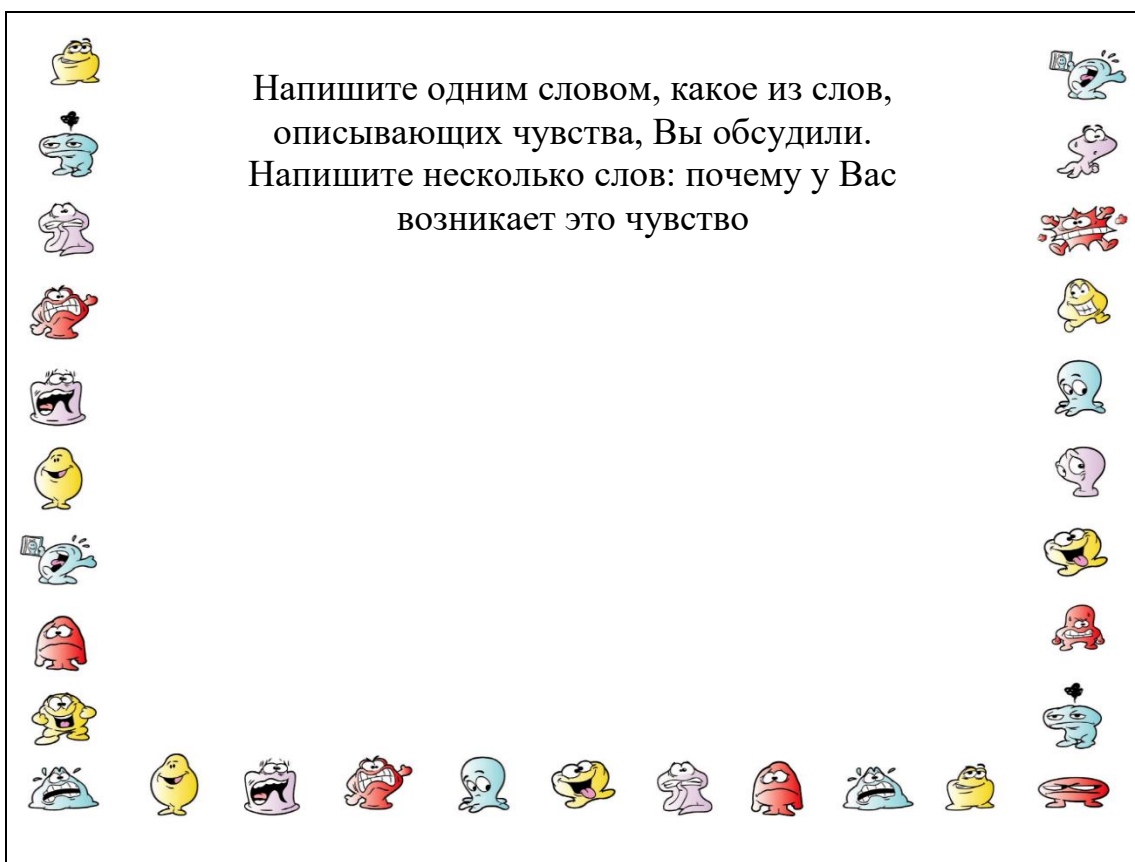 Напишите одним словом, какое из слов,
описывающих чувства, Вы обсудили.
Напишите несколько слов: почему у Вас
возникает это чувство